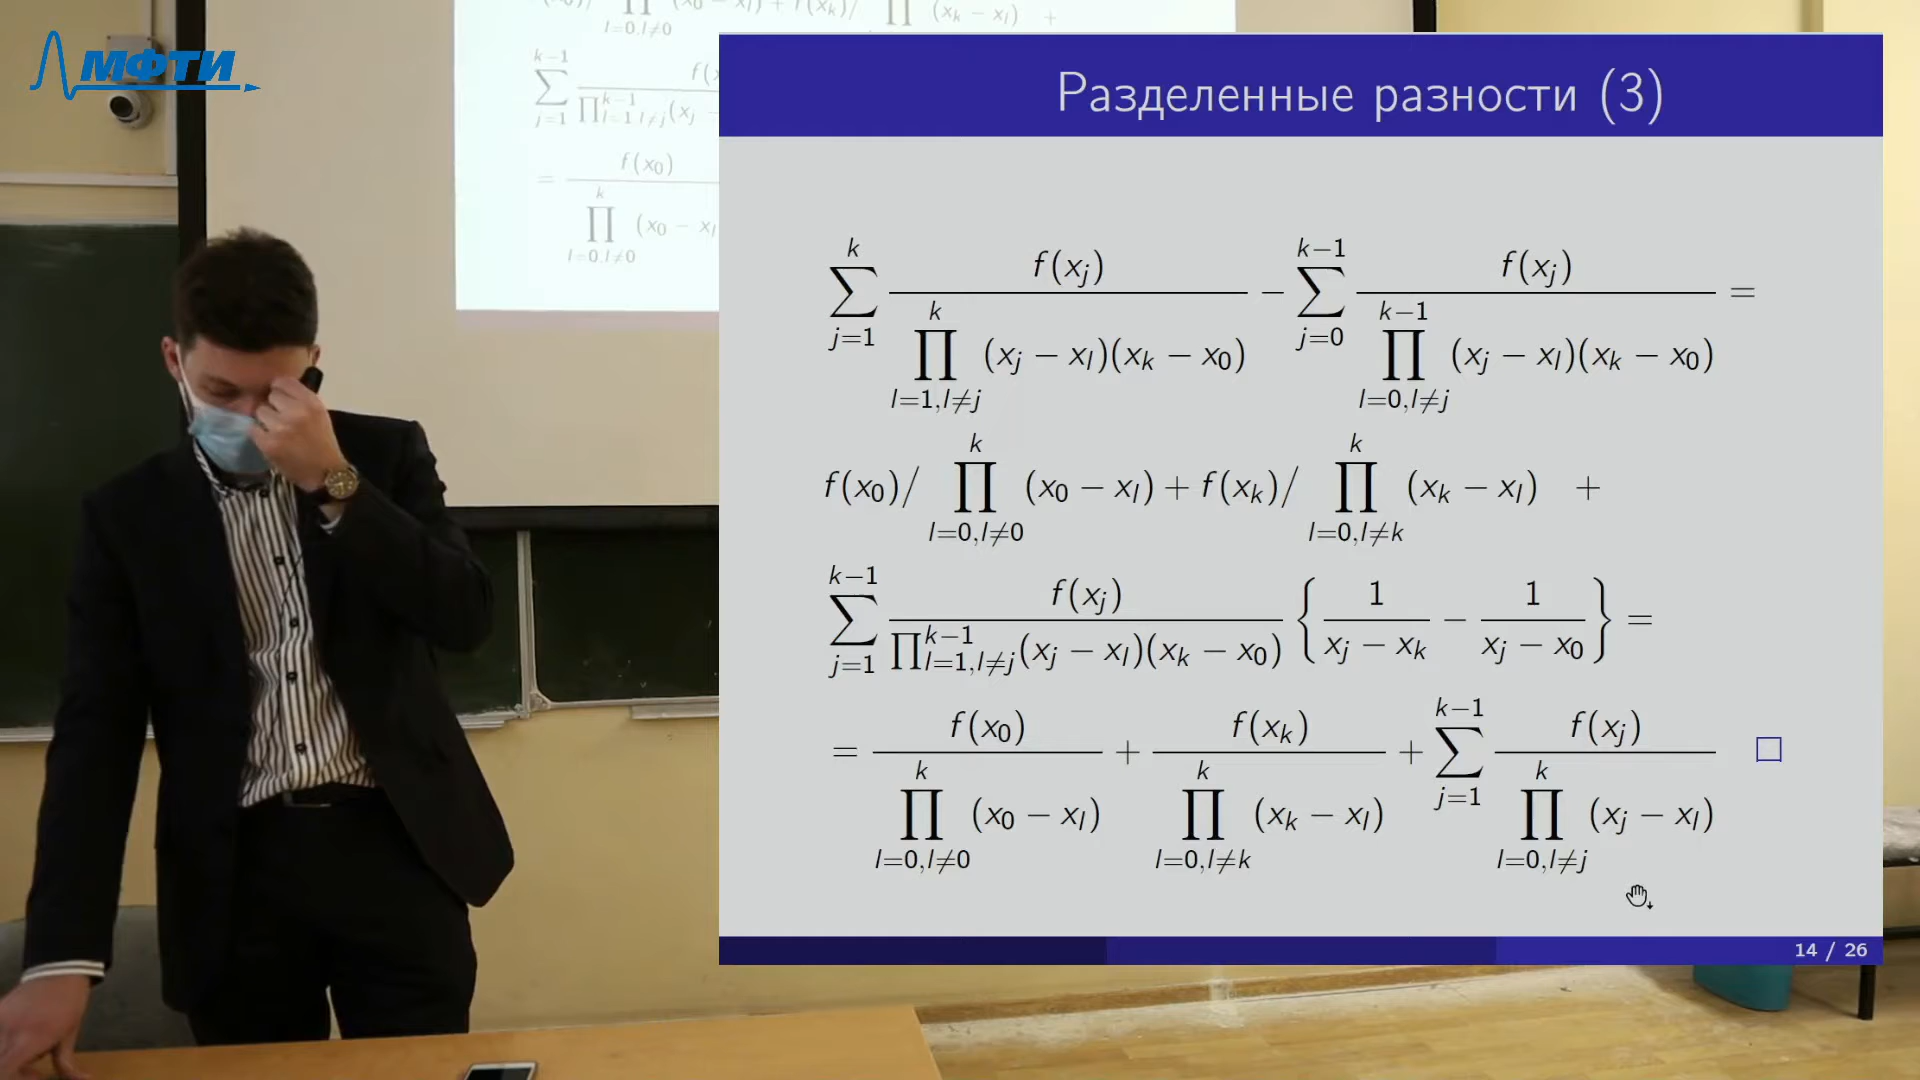 МФТИ
Разделенные разности (3)
k k−1
∑ f(x_j) / ∏ (x_j − x_l)(x_k − x_0) − ∑ f(x_j) / ∏ (x_j − x_l)(x_k − x_0) =
j=1 k l=1,l≠j j=0 k−1 l=0,l≠j
f(x_0)/ ∏_{l=0,l≠0}^{k} (x_0 − x_l) + f(x_k)/ ∏_{l=0,l≠k}^{k} (x_k − x_l) +
∑_{j=1}^{k−1} f(x_j) / ∏_{l=1,l≠j}^{k−1}(x_j − x_l)(x_k − x_0) { 1 / (x_j − x_k) − 1 / (x_j − x_0) } =
= f(x_0) / ∏_{l=0,l≠0}^{k} (x_0 − x_l) + f(x_k) / ∏_{l=0,l≠k}^{k} (x_k − x_l) + ∑_{j=1}^{k−1} f(x_j) / ∏_{l=0,l≠j}^{k} (x_j − x_l) □
14 / 26